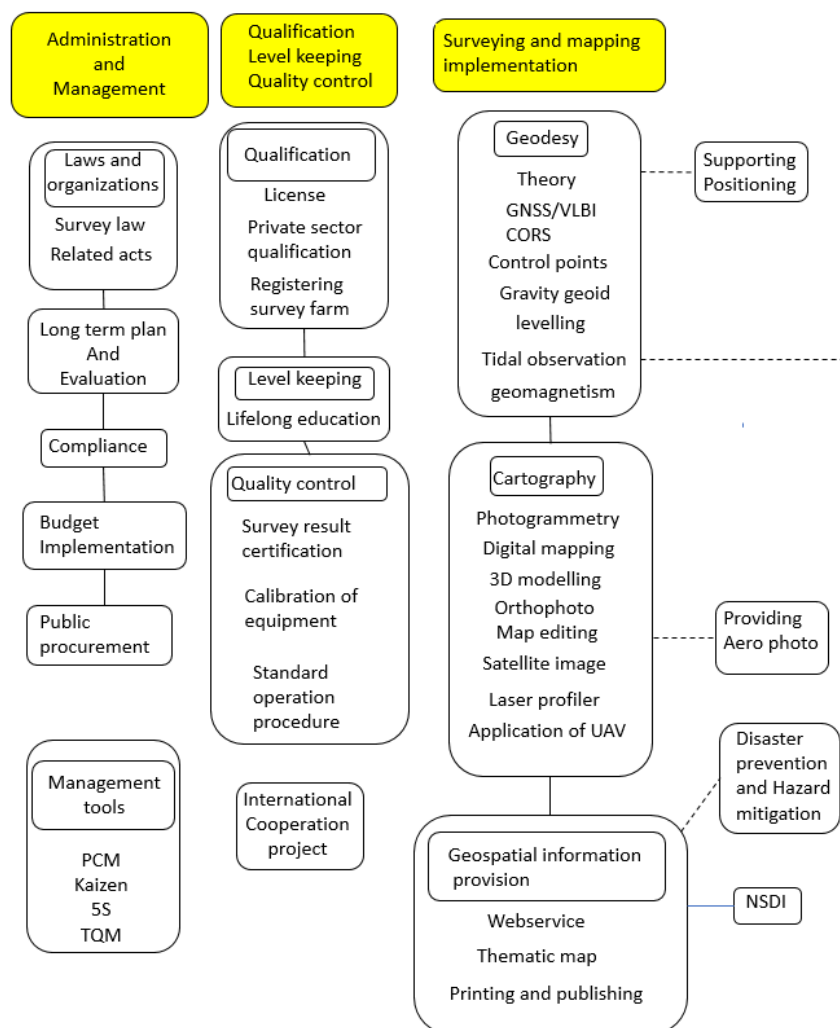 Administration
and
Management
Qualification
Level keeping
Quality control
Surveying and mapping
implementation
Laws and
organizations
Survey law
Related acts
Long term plan
And
Evaluation
Compliance
Budget
Implementation
Public
procurement
Management
tools
PCM
Kaizen
5S
TQM
Qualification
License
Private sector
qualification
Registering
survey farm
Level keeping
Lifelong education
Quality control
Survey result
certification
Calibration of
equipment
Standard
operation
procedure
International
Cooperation
project
Geodesy
Theory
GNSS/VLBI
CORS
Control points
Gravity geoid
levelling
Tidal observation
geomagnetism
Cartography
Photogrammetry
Digital mapping
3D modelling
Orthophoto
Map editing
Satellite image
Laser profiler
Application of UAV
Geospatial information
provision
Webservice
Thematic map
Printing and publishing
Supporting
Positioning
Providing
Aero photo
Disaster
prevention
and Hazard
mitigation
NSDI